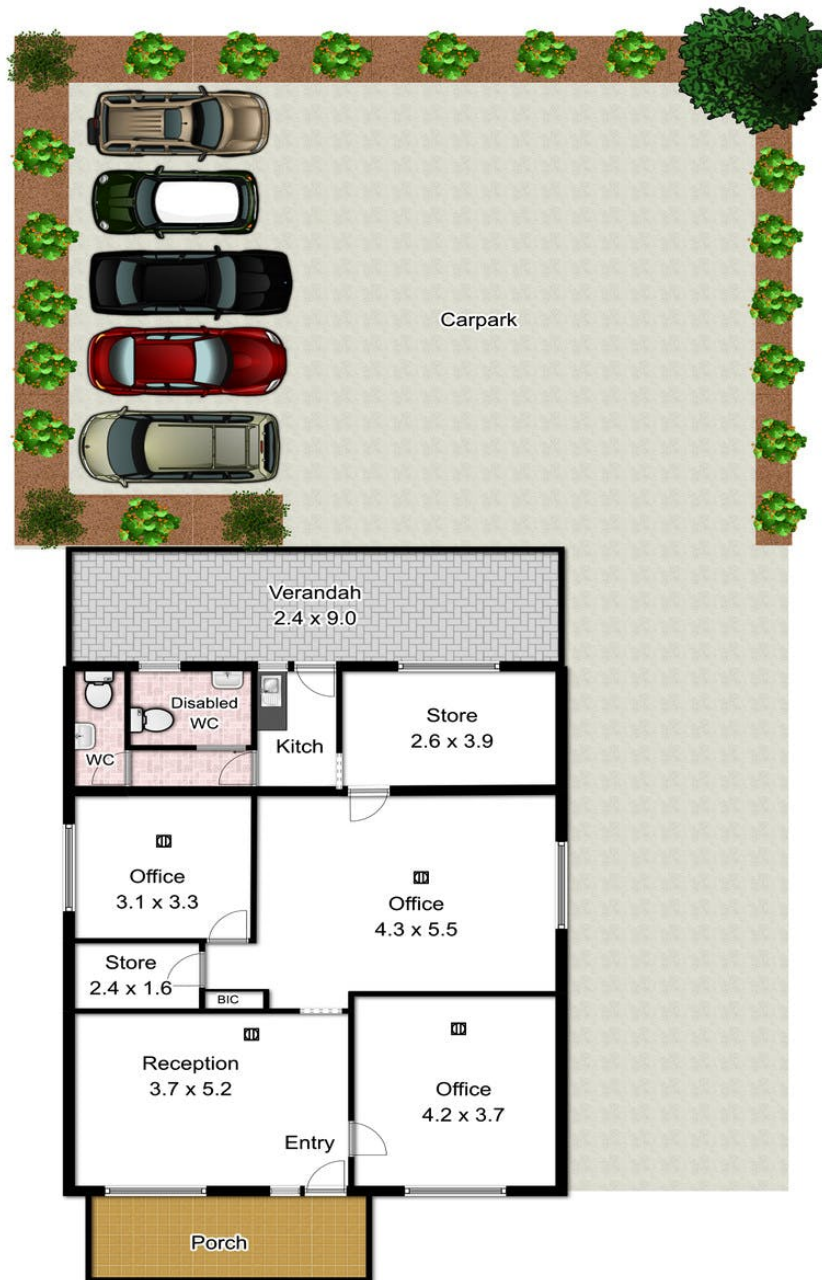 Carpark
Verandah
2.4 x 9.0
Disabled
WC
WC
Kitch
Store
2.6 x 3.9
Office
3.1 x 3.3
Office
4.3 x 5.5
Store
2.4 x 1.6
BIC
Reception
3.7 x 5.2
Office
4.2 x 3.7
Entry
Porch